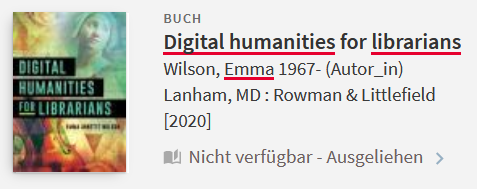 BUCH
Digital humanities for librarians
Wilson, Emma 1967- (Autor_in)
Lanham, MD : Rowman & Littlefield
[2020]
Nicht verfügbar - Ausgeliehen
DIGITAL
HUMANITIES
FOR LIBRARIANS
EMMA ANNETTE WILSON